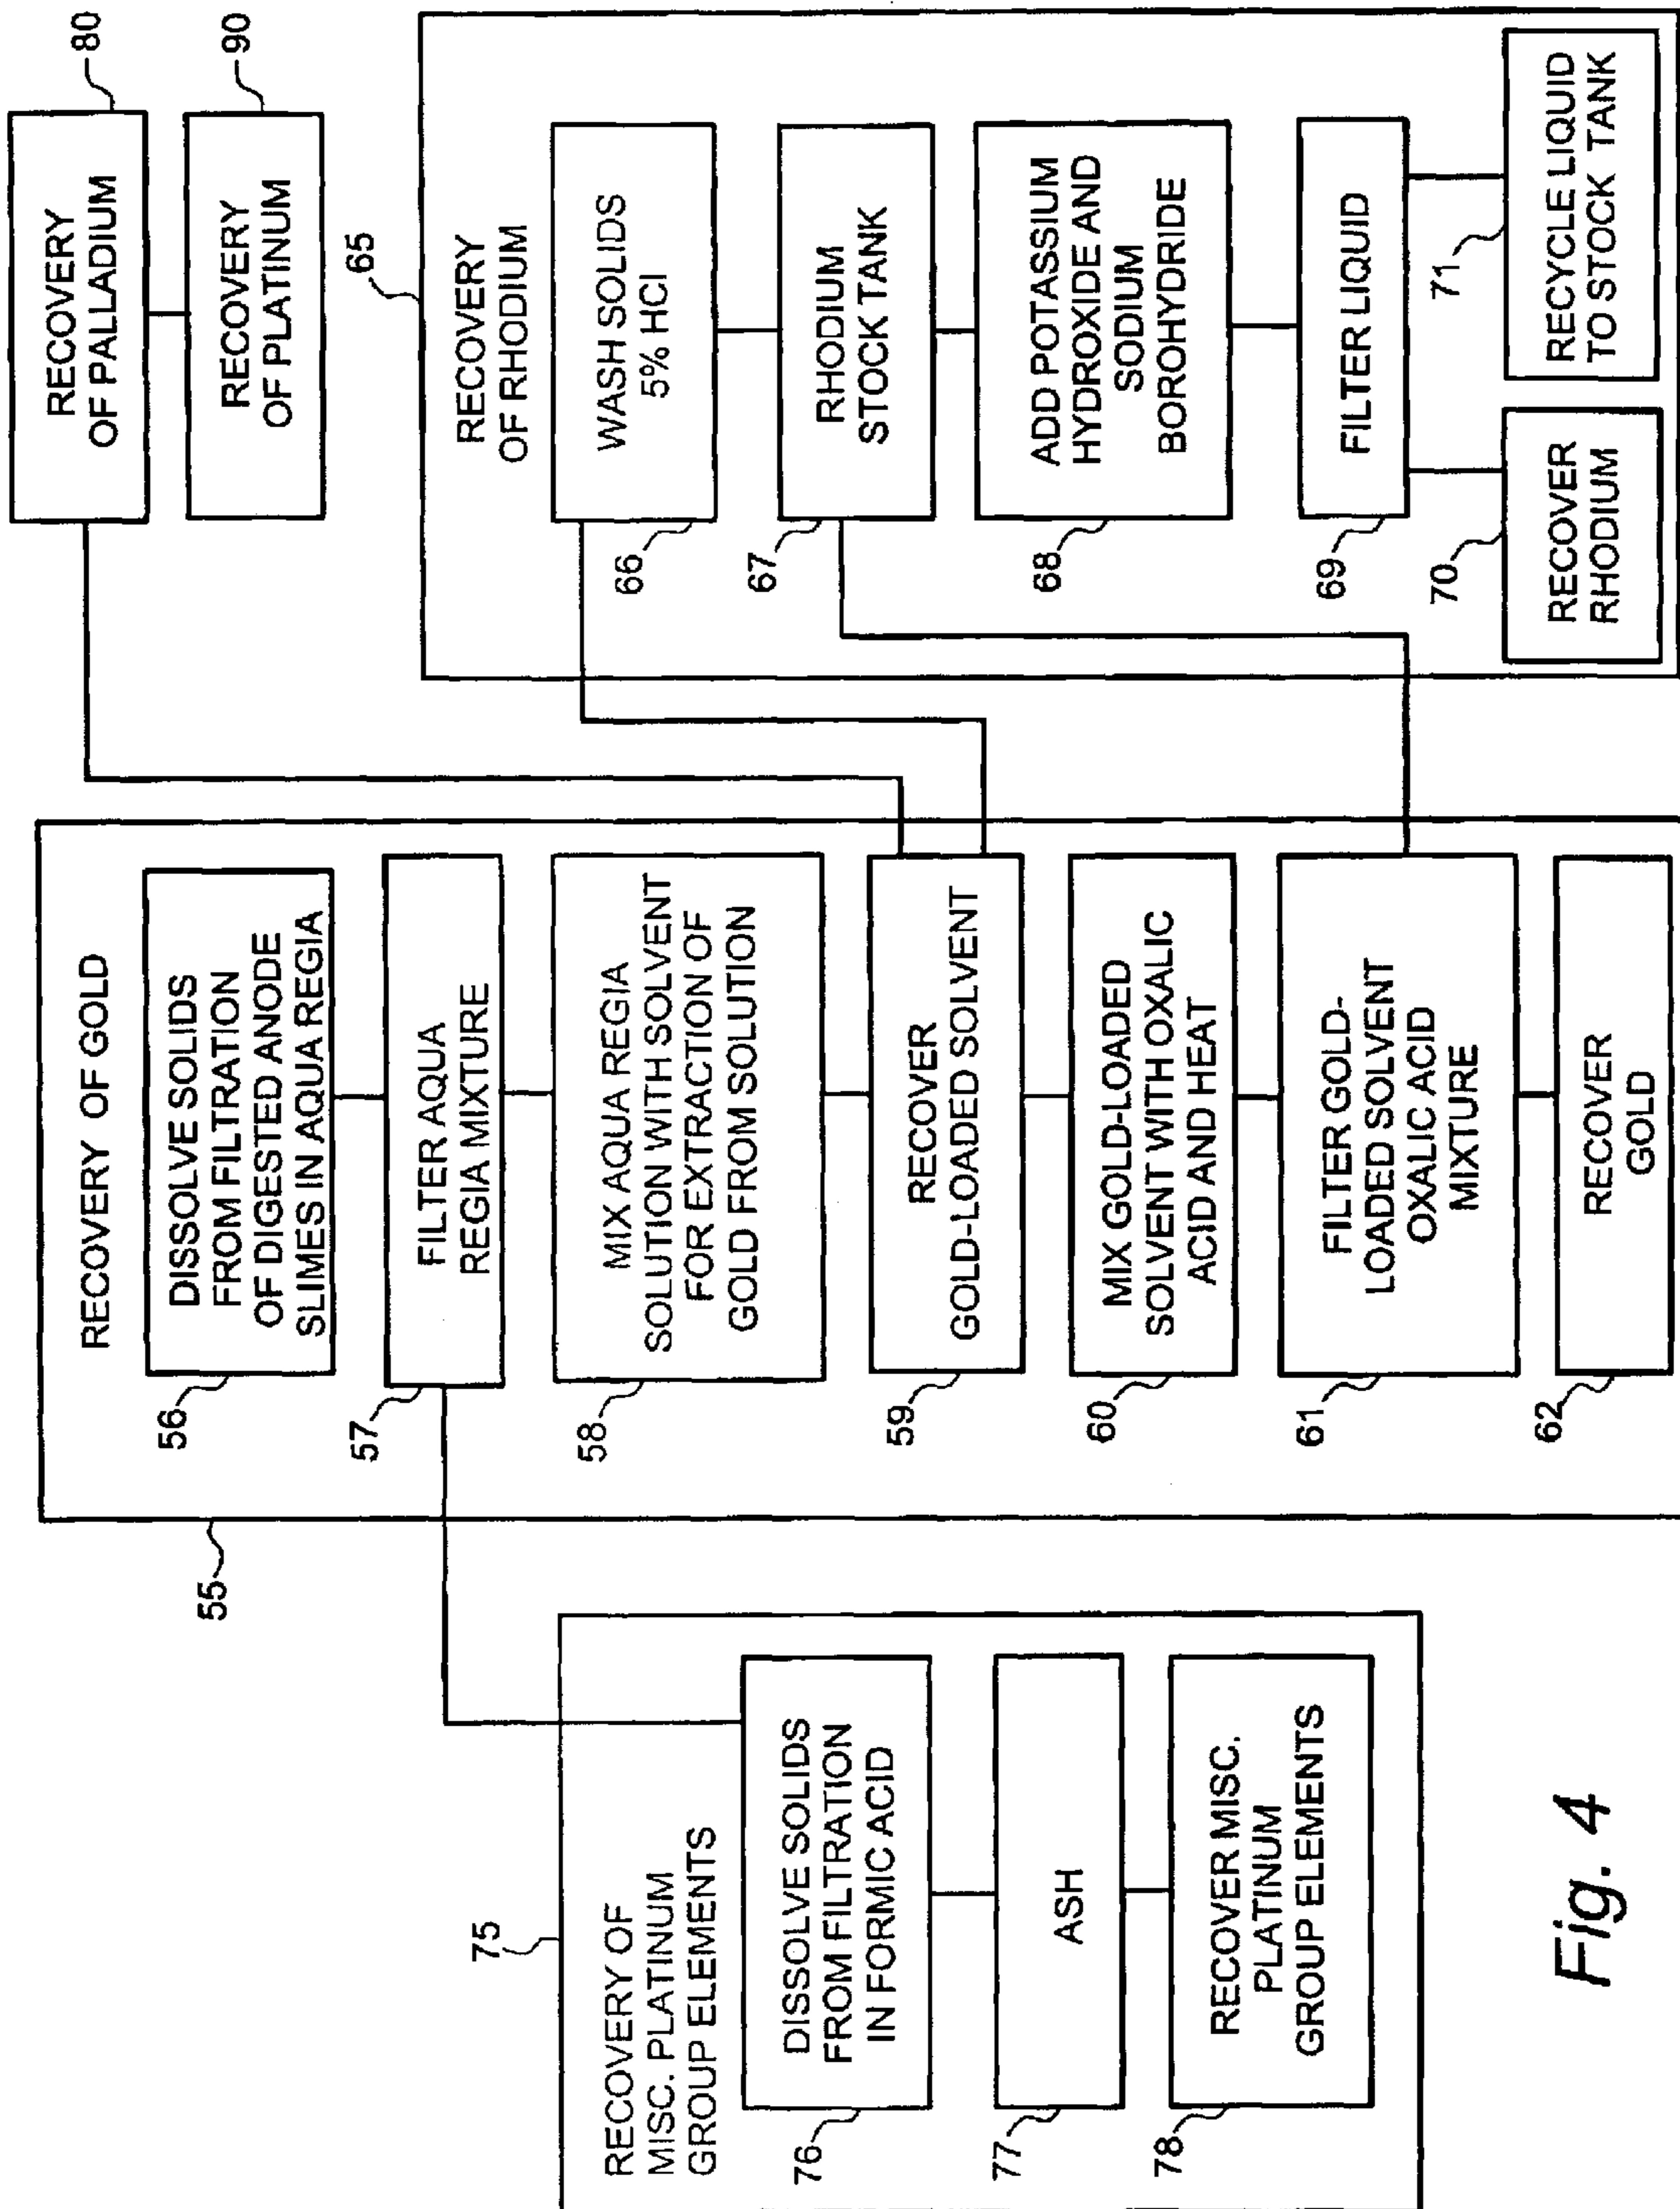 75
RECOVERY OF
MISC. PLATINUM
GROUP ELEMENTS
76
DISSOLVE SOLIDS
FROM FILTRATION
IN FORMIC ACID
77
ASH
78
RECOVER MISC.
PLATINUM
GROUP ELEMENTS
55
RECOVERY OF GOLD
56
DISSOLVE SOLIDS
FROM FILTRATION
OF DIGESTED ANODE
SLIMES IN AQUA REGIA
57
FILTER AQUA
REGIA MIXTURE
58
MIX AQUA REGIA
SOLUTION WITH SOLVENT
FOR EXTRACTION OF
GOLD FROM SOLUTION
59
RECOVER
GOLD-LOADED SOLVENT
60
MIX GOLD-LOADED
SOLVENT WITH OXALIC
ACID AND HEAT
61
FILTER GOLD-
LOADED SOLVENT
OXALIC ACID
MIXTURE
62
RECOVER
GOLD
80
RECOVERY
OF PALLADIUM
90
RECOVERY
OF PLATINUM
65
RECOVERY
OF RHODIUM
66
WASH SOLIDS
5% HCl
67
RHODIUM
STOCK TANK
68
ADD POTASSIUM
HYDROXIDE AND
SODIUM
BOROHYDRIDE
69
FILTER LIQUID
70
RECOVER
RHODIUM
71
RECYCLE LIQUID
TO STOCK TANK
Fig. 4